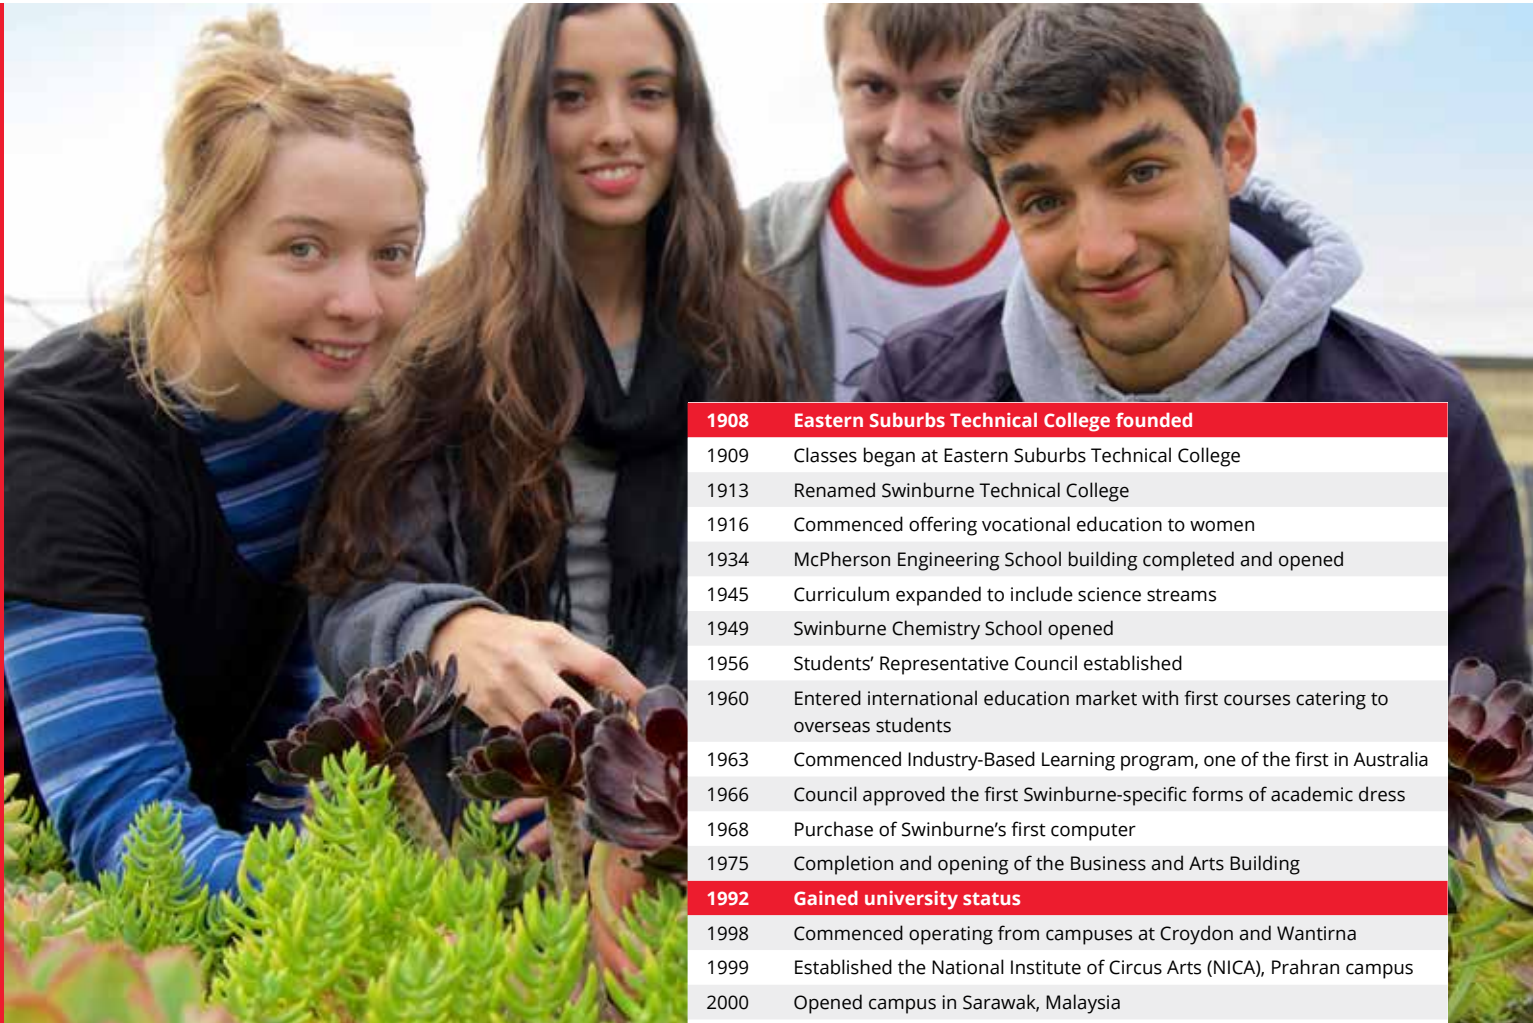 1908 Eastern Suburbs Technical College founded
1909 Classes began at Eastern Suburbs Technical College
1913 Renamed Swinburne Technical College
1916 Commenced offering vocational education to women
1934 McPherson Engineering School building completed and opened
1945 Curriculum expanded to include science streams
1949 Swinburne Chemistry School opened
1956 Students’ Representative Council established
1960 Entered international education market with first courses catering to
overseas students
1963 Commenced Industry-Based Learning program, one of the first in Australia
1966 Council approved the first Swinburne-specific forms of academic dress
1968 Purchase of Swinburne’s first computer
1975 Completion and opening of the Business and Arts Building
1992 Gained university status
1998 Commenced operating from campuses at Croydon and Wantirna
1999 Established the National Institute of Circus Arts (NICA), Prahran campus
2000 Opened campus in Sarawak, Malaysia